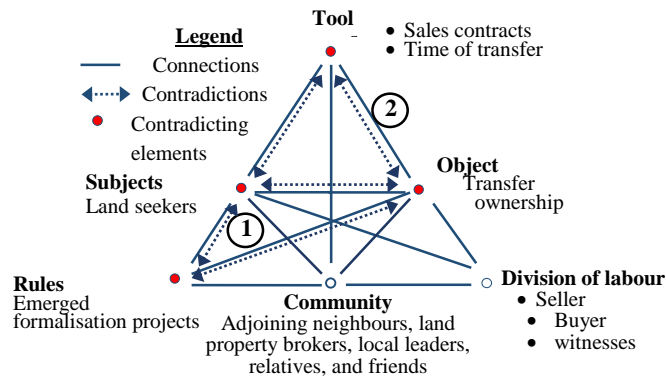 Tool
• Sales contracts
• Time of transfer
Legend
Connections
Contradictions
Contradicting
elements
2
Subjects
Land seekers
Object
Transfer
ownership
1
Rules
Emerged
formalisation projects
Community
Adjoining neighbours, land
property brokers, local leaders,
relatives, and friends
Division of labour
• Seller
• Buyer
• witnesses